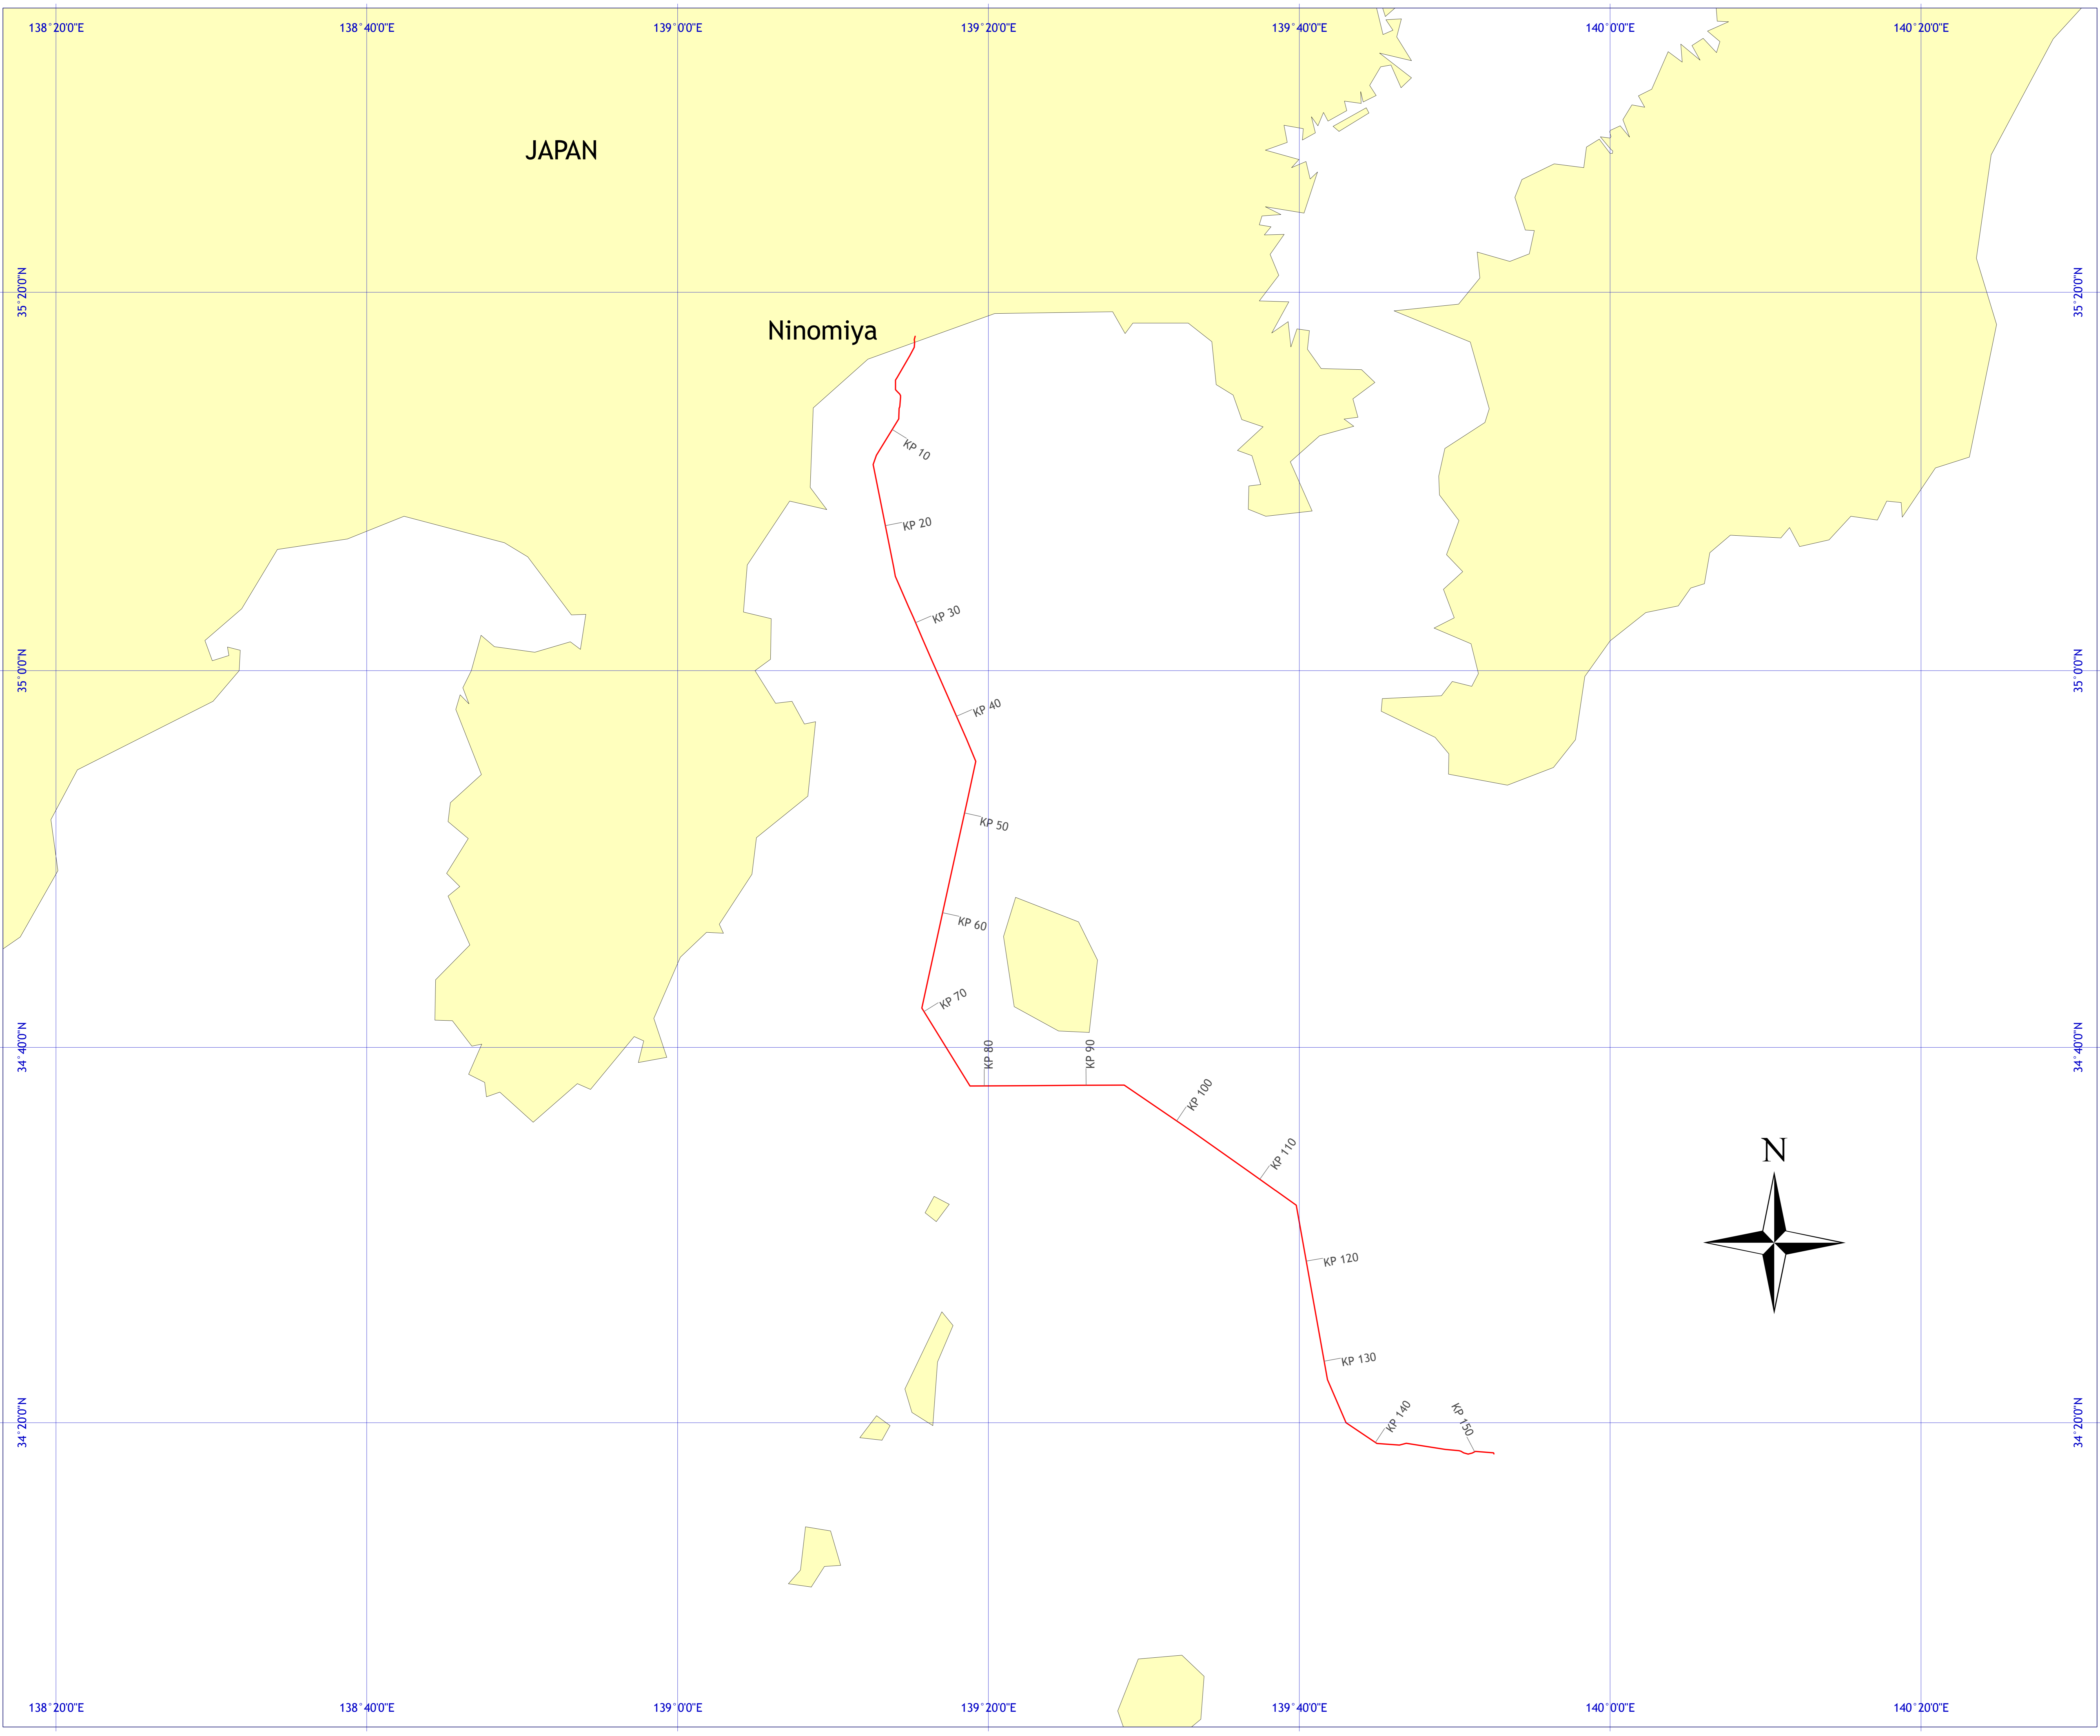 138°20'0"E
138°40'0"E
139°0'0"E
139°20'0"E
139°40'0"E
140°0'0"E
140°20'0"E
JAPAN
35°20'0"N
35°20'0"N
Ninomiya
KP 10
KP 20
KP 30
35°0'0"N
35°0'0"N
KP 40
KP 50
KP 60
KP 70
34°40'0"N
34°40'0"N
KP 80
KP 90
KP 100
KP 110
N
KP 120
KP 130
34°20'0"N
34°20'0"N
KP 140
KP 150
138°20'0"E
138°40'0"E
139°0'0"E
139°20'0"E
139°40'0"E
140°0'0"E
140°20'0"E